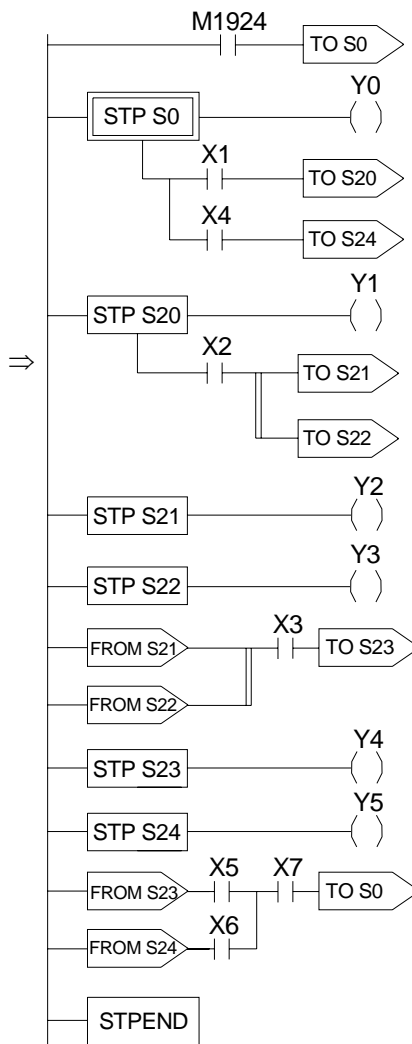 M1924
TO S0
Y0
STP S0
X1
TO S20
X4
TO S24
Y1
STP S20
X2
⇒
TO S21
TO S22
Y2
STP S21
Y3
STP S22
X3
FROM S21
TO S23
FROM S22
Y4
STP S23
Y5
STP S24
X5 X7
FROM S23
TO S0
X6
FROM S24
STPEND